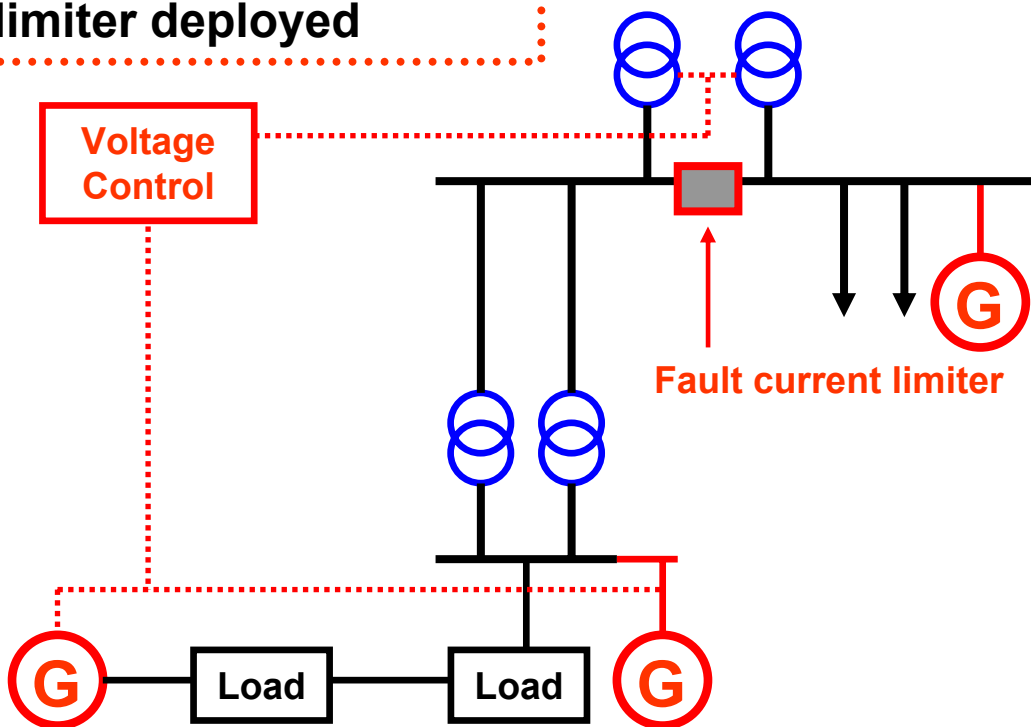 limiter deployed
Voltage
Control
G
Fault current limiter
G
Load
Load
G